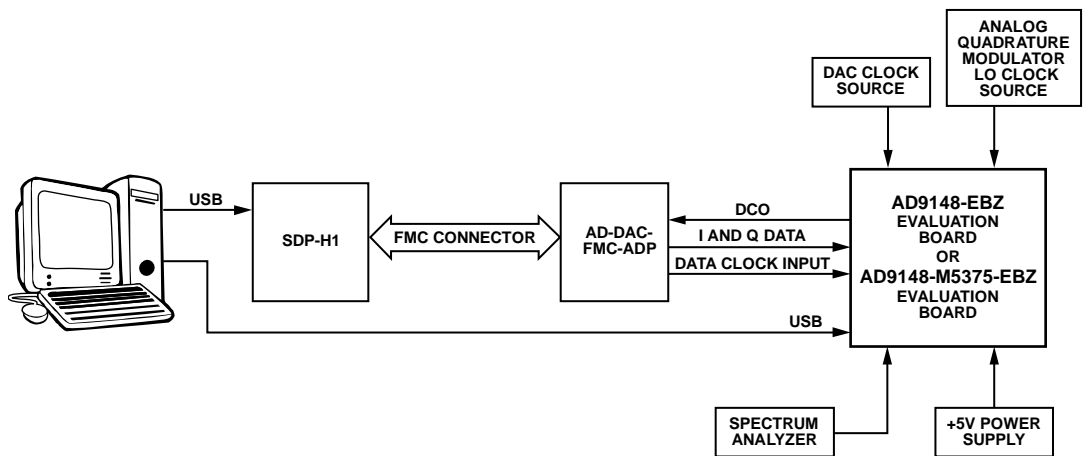 ANALOG
QUADRATURE
MODULATOR
LO CLOCK
SOURCE
DAC CLOCK
SOURCE
USB
SDP-H1
FMC CONNECTOR
AD-DAC-
FMC-ADP
DCO
I AND Q DATA
DATA CLOCK INPUT
AD9148-EBZ
EVALUATION
BOARD
OR
AD9148-M5375-EBZ
EVALUATION
BOARD
USB
SPECTRUM
ANALYZER
+5V POWER
SUPPLY